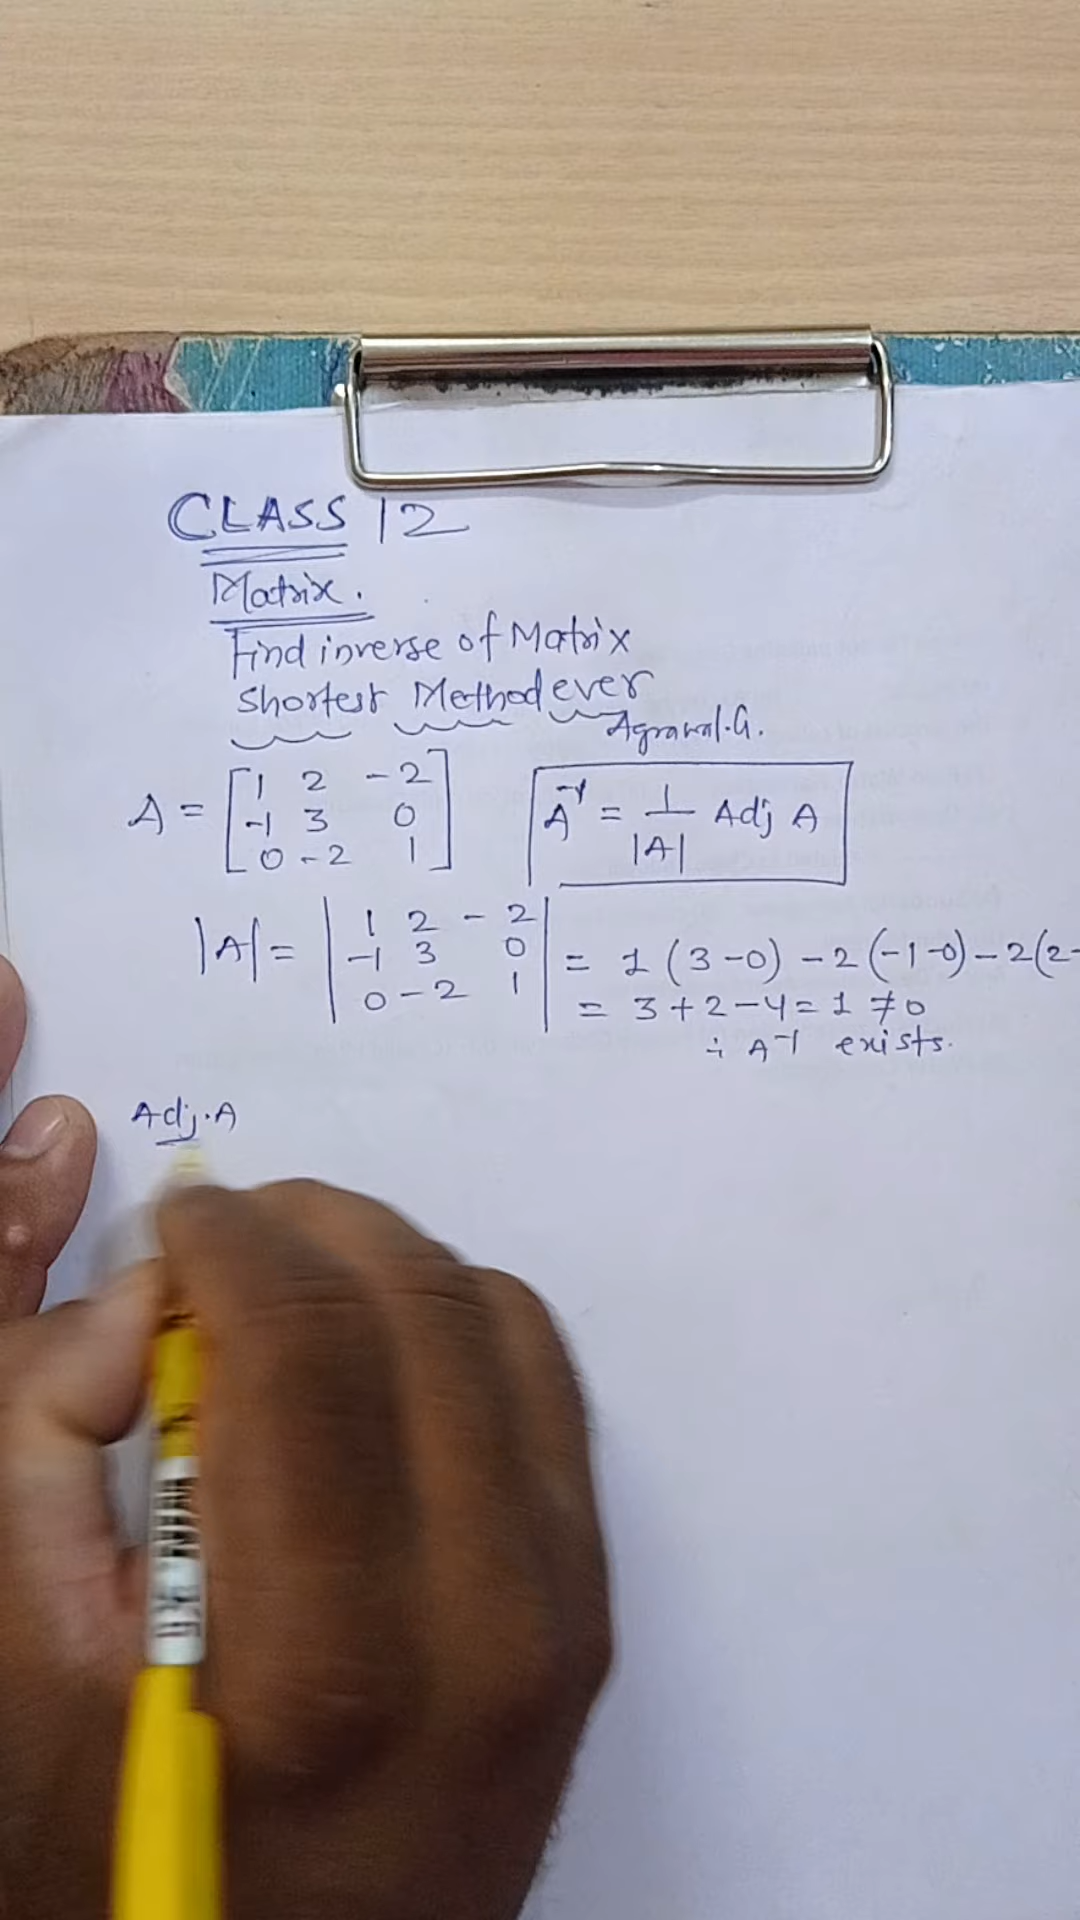 CLASS 12
Matrix.
Find inverse of Matrix
Shortest Method ever
Agrawal.G.
A = [1 2 -2
-1 3 0
0 -2 1]
A⁻¹ = 1/|A| Adj A
|A| = |1 2 -2
-1 3 0
0 -2 1| = 1(3-0) -2(-1-0) -2(2-
= 3+2-4 = 1 ≠ 0
∴ A⁻¹ exists.
Adj.A